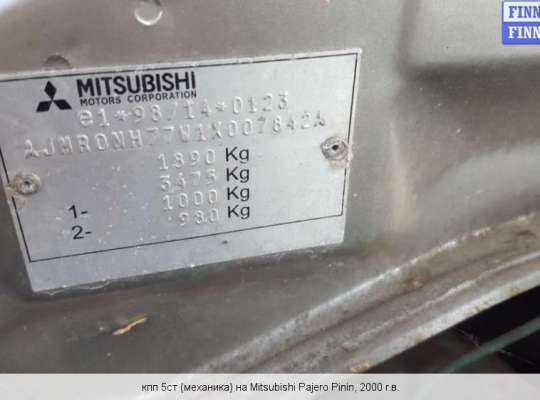 FINN
FINN
MITSUBISHI
MOTORS CORPORATION
e1*98/14*0123
1890 Kg
3475 Kg
1- 1000 Kg
2- 980 Kg
кпп 5ст (механика) на Mitsubishi Pajero Pinin, 2000 г.в.